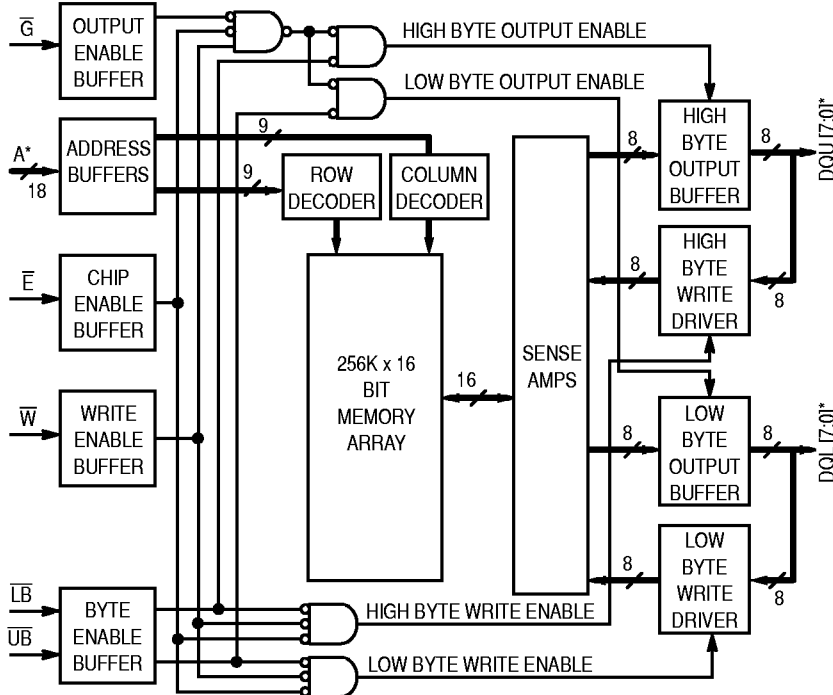 G
OUTPUT
ENABLE
BUFFER
HIGH BYTE OUTPUT ENABLE
LOW BYTE OUTPUT ENABLE
A*
18
ADDRESS
BUFFERS
9
9
ROW
DECODER
COLUMN
DECODER
8
HIGH
BYTE
OUTPUT
BUFFER
8
DQU [7:0]*
E
CHIP
ENABLE
BUFFER
8
HIGH
BYTE
WRITE
DRIVER
8
256K x 16
BIT
MEMORY
ARRAY
16
SENSE
AMPS
W
WRITE
ENABLE
BUFFER
8
LOW
BYTE
OUTPUT
BUFFER
8
DQL [7:0]*
8
LOW
BYTE
WRITE
DRIVER
8
LB
UB
BYTE
ENABLE
BUFFER
HIGH BYTE WRITE ENABLE
LOW BYTE WRITE ENABLE